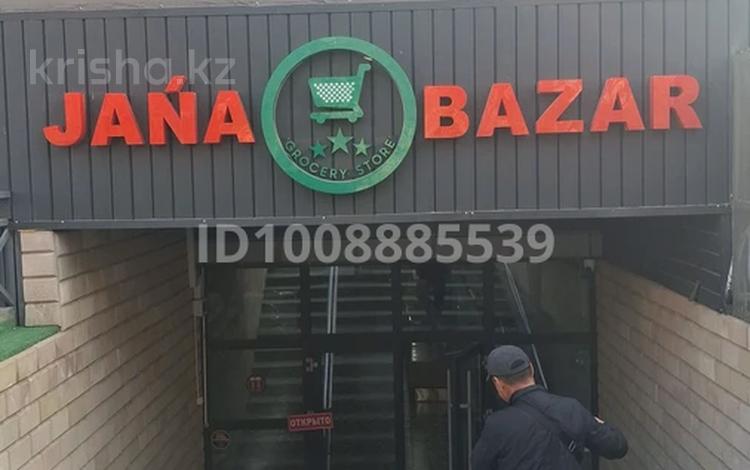 krisha.kz
JAŃA BAZAR
GROCERY STORE
ID1008885539
ОТКРЫТО